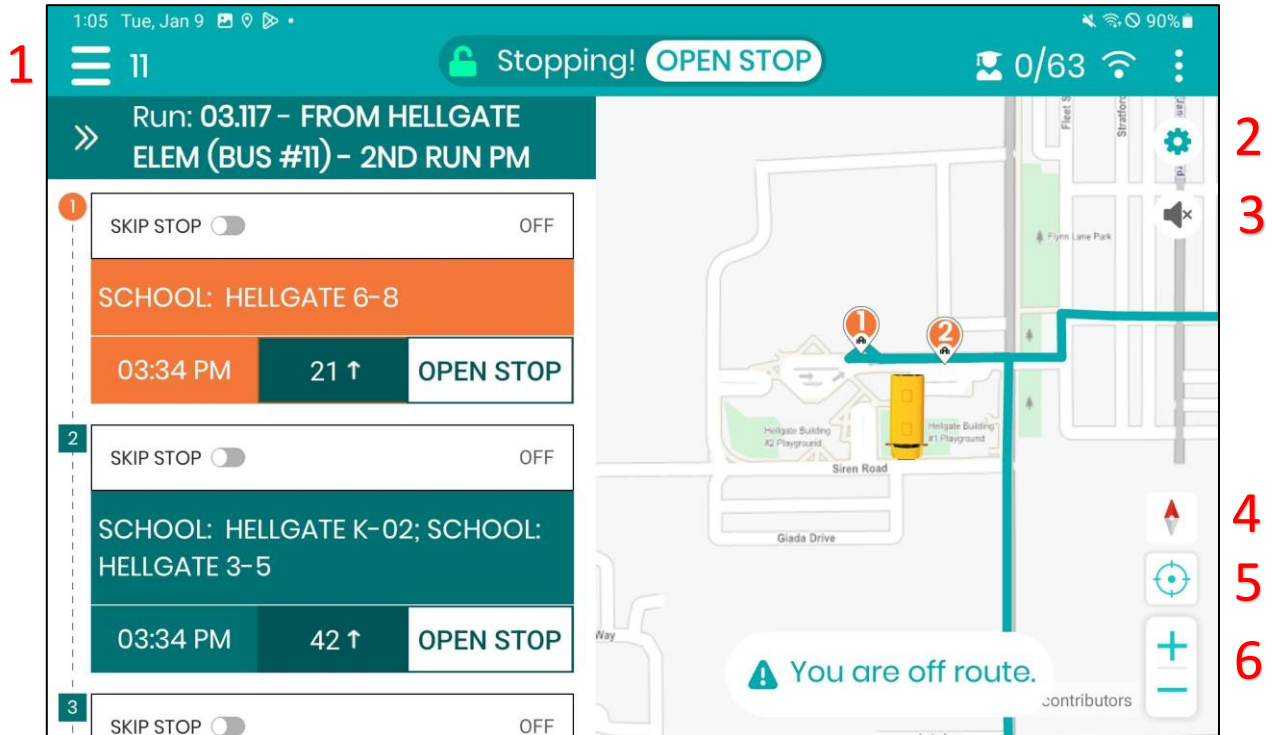 1:05 Tue, Jan 9
90%
1
11
Stopping! OPEN STOP
0/63
Run: 03.117 - FROM HELLGATE
ELEM (BUS #11) - 2ND RUN PM
1
SKIP STOP OFF
SCHOOL: HELLGATE 6-8
03:34 PM 21 ↑ OPEN STOP
2
SKIP STOP OFF
SCHOOL: HELLGATE K-02; SCHOOL:
HELLGATE 3-5
03:34 PM 42 ↑ OPEN STOP
3
SKIP STOP OFF
Stratford
2
3
Flynn Lane Park
1
2
Hellgate Building
#2 Playground
Hellgate Building
#1 Playground
Siren Road
Giada Drive
Way
4
5
6
You are off route.
contributors